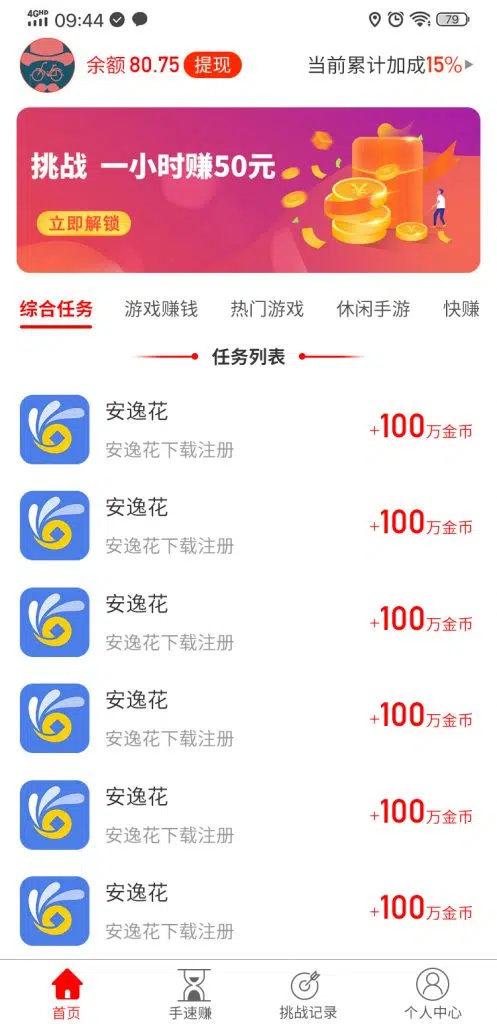 4GHD 09:44 79
余额 80.75 提现 当前累计加成15%
挑战 一小时赚50元
立即解锁
综合任务 游戏赚钱 热门游戏 休闲手游 快赚
任务列表
安逸花
+100万金币
安逸花下载注册
安逸花
+100万金币
安逸花下载注册
安逸花
+100万金币
安逸花下载注册
安逸花
+100万金币
安逸花下载注册
安逸花
+100万金币
安逸花下载注册
安逸花
+100万金币
安逸花下载注册
首页 手速赚 挑战记录 个人中心